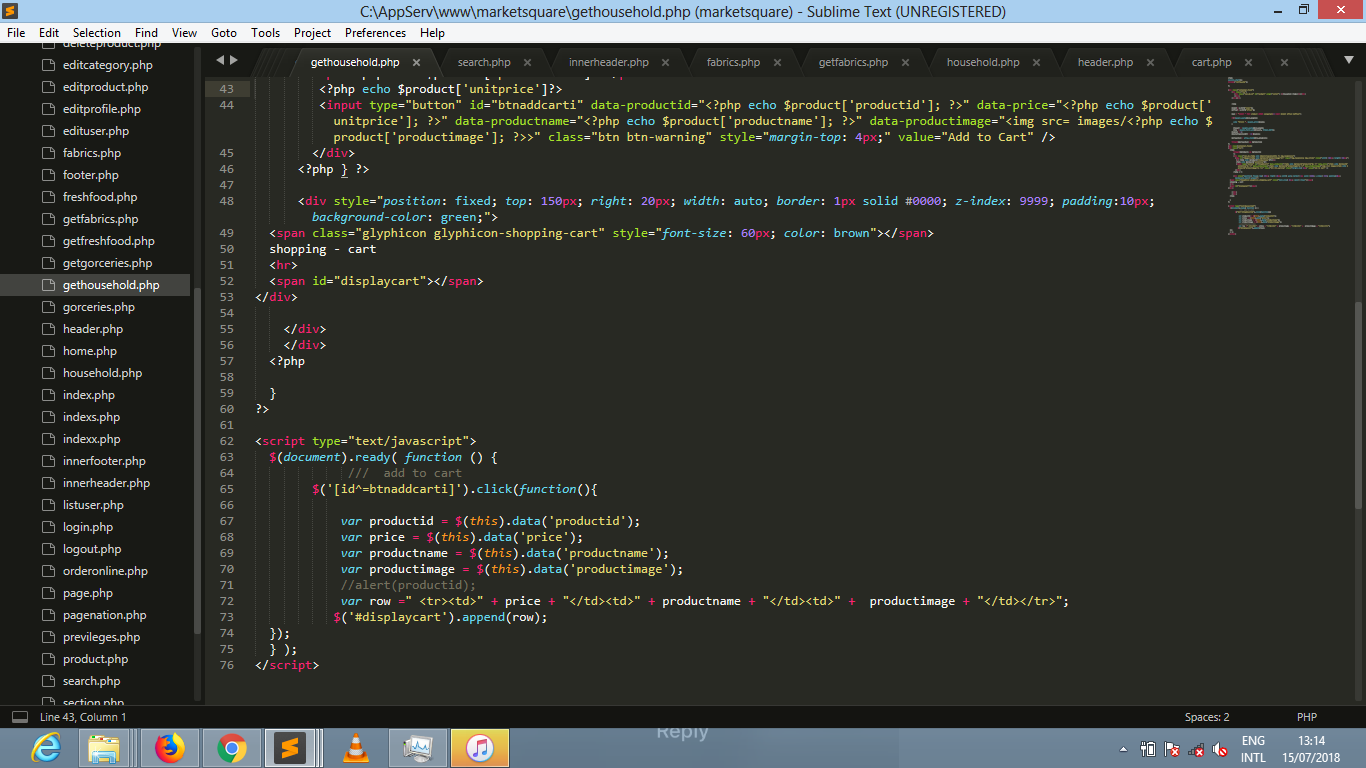 C:\AppServ\www\marketsquare\gethousehold.php (marketsquare) - Sublime Text (UNREGISTERED)
File Edit Selection Find View Goto Tools Project Preferences Help
deleteproduct.php
editcategory.php
editproduct.php
editprofile.php
edituser.php
fabrics.php
footer.php
freshfood.php
getfabrics.php
getfreshfood.php
getgorceries.php
gethousehold.php
gorceries.php
header.php
home.php
household.php
index.php
indexs.php
indexx.php
innerfooter.php
innerheader.php
listuser.php
login.php
logout.php
orderonline.php
page.php
pagenation.php
previleges.php
product.php
search.php
section.php
gethousehold.php × search.php × innerheader.php × fabrics.php × getfabrics.php × household.php × header.php × cart.php × ×
43 <?php echo $product['unitprice']?>
44 <input type="button" id="btnaddcarti" data-productid="<?php echo $product['productid']; ?>" data-price="<?php echo $product['
unitprice']; ?>" data-productname="<?php echo $product['productname']; ?>" data-productimage="<img src= images/<?php echo $
product['productimage']; ?>>" class="btn btn-warning" style="margin-top: 4px;" value="Add to Cart" />
45 </div>
46 <?php } ?>
47
48 <div style="position: fixed; top: 150px; right: 20px; width: auto; border: 1px solid #0000; z-index: 9999; padding:10px;
background-color: green;">
49 <span class="glyphicon glyphicon-shopping-cart" style="font-size: 60px; color: brown"></span>
50 shopping - cart
51 <hr>
52 <span id="displaycart"></span>
53 </div>
54
55 </div>
56 </div>
57 <?php
58
59 }
60 ?>
61
62 <script type="text/javascript">
63 $(document).ready( function () {
64 /// add to cart
65 $('[id^=btnaddcarti]').click(function(){
66
67 var productid = $(this).data('productid');
68 var price = $(this).data('price');
69 var productname = $(this).data('productname');
70 var productimage = $(this).data('productimage');
71 //alert(productid);
72 var row =" <tr><td>" + price + "</td><td>" + productname + "</td><td>" + productimage + "</td></tr>";
73 $('#displaycart').append(row);
74 });
75 } );
76 </script>
Line 43, Column 1 Spaces: 2 PHP
Reply
ENG 13:14
INTL 15/07/2018